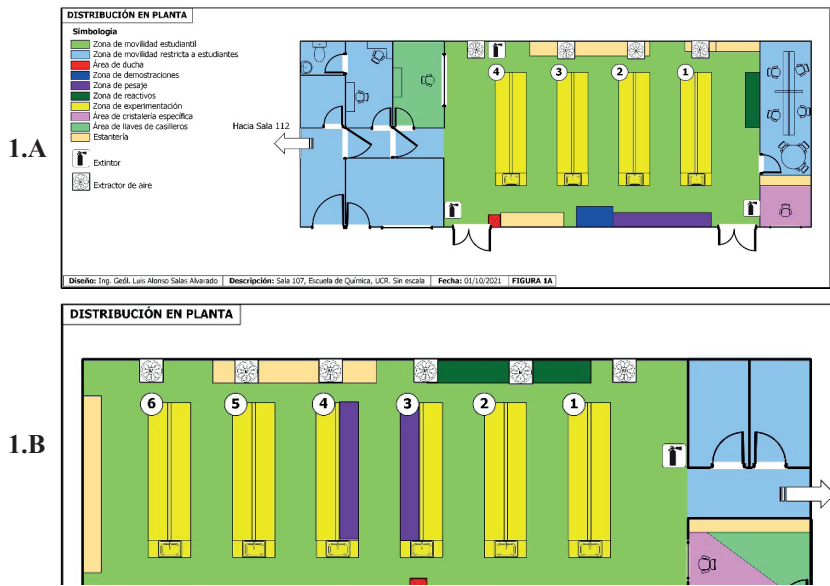 1.A
DISTRIBUCIÓN EN PLANTA
Simbología
Zona de movilidad estudiantil
Zona de movilidad restricta a estudiantes
Área de ducha
Zona de demostraciones
Zona de pesaje
Zona de reactivos
Zona de experimentación
Área de cristalería específica
Área de llaves de casilleros
Estantería
Extintor
Extractor de aire
Hacia Sala 112
4 3 2 1
Diseño: Ing. Geól. Luis Alonso Salas Alvarado Descripción: Sala 107, Escuela de Química, UCR. Sin escala Fecha: 01/10/2021 FIGURA 1A
1.B
DISTRIBUCIÓN EN PLANTA
6 5 4 3 2 1